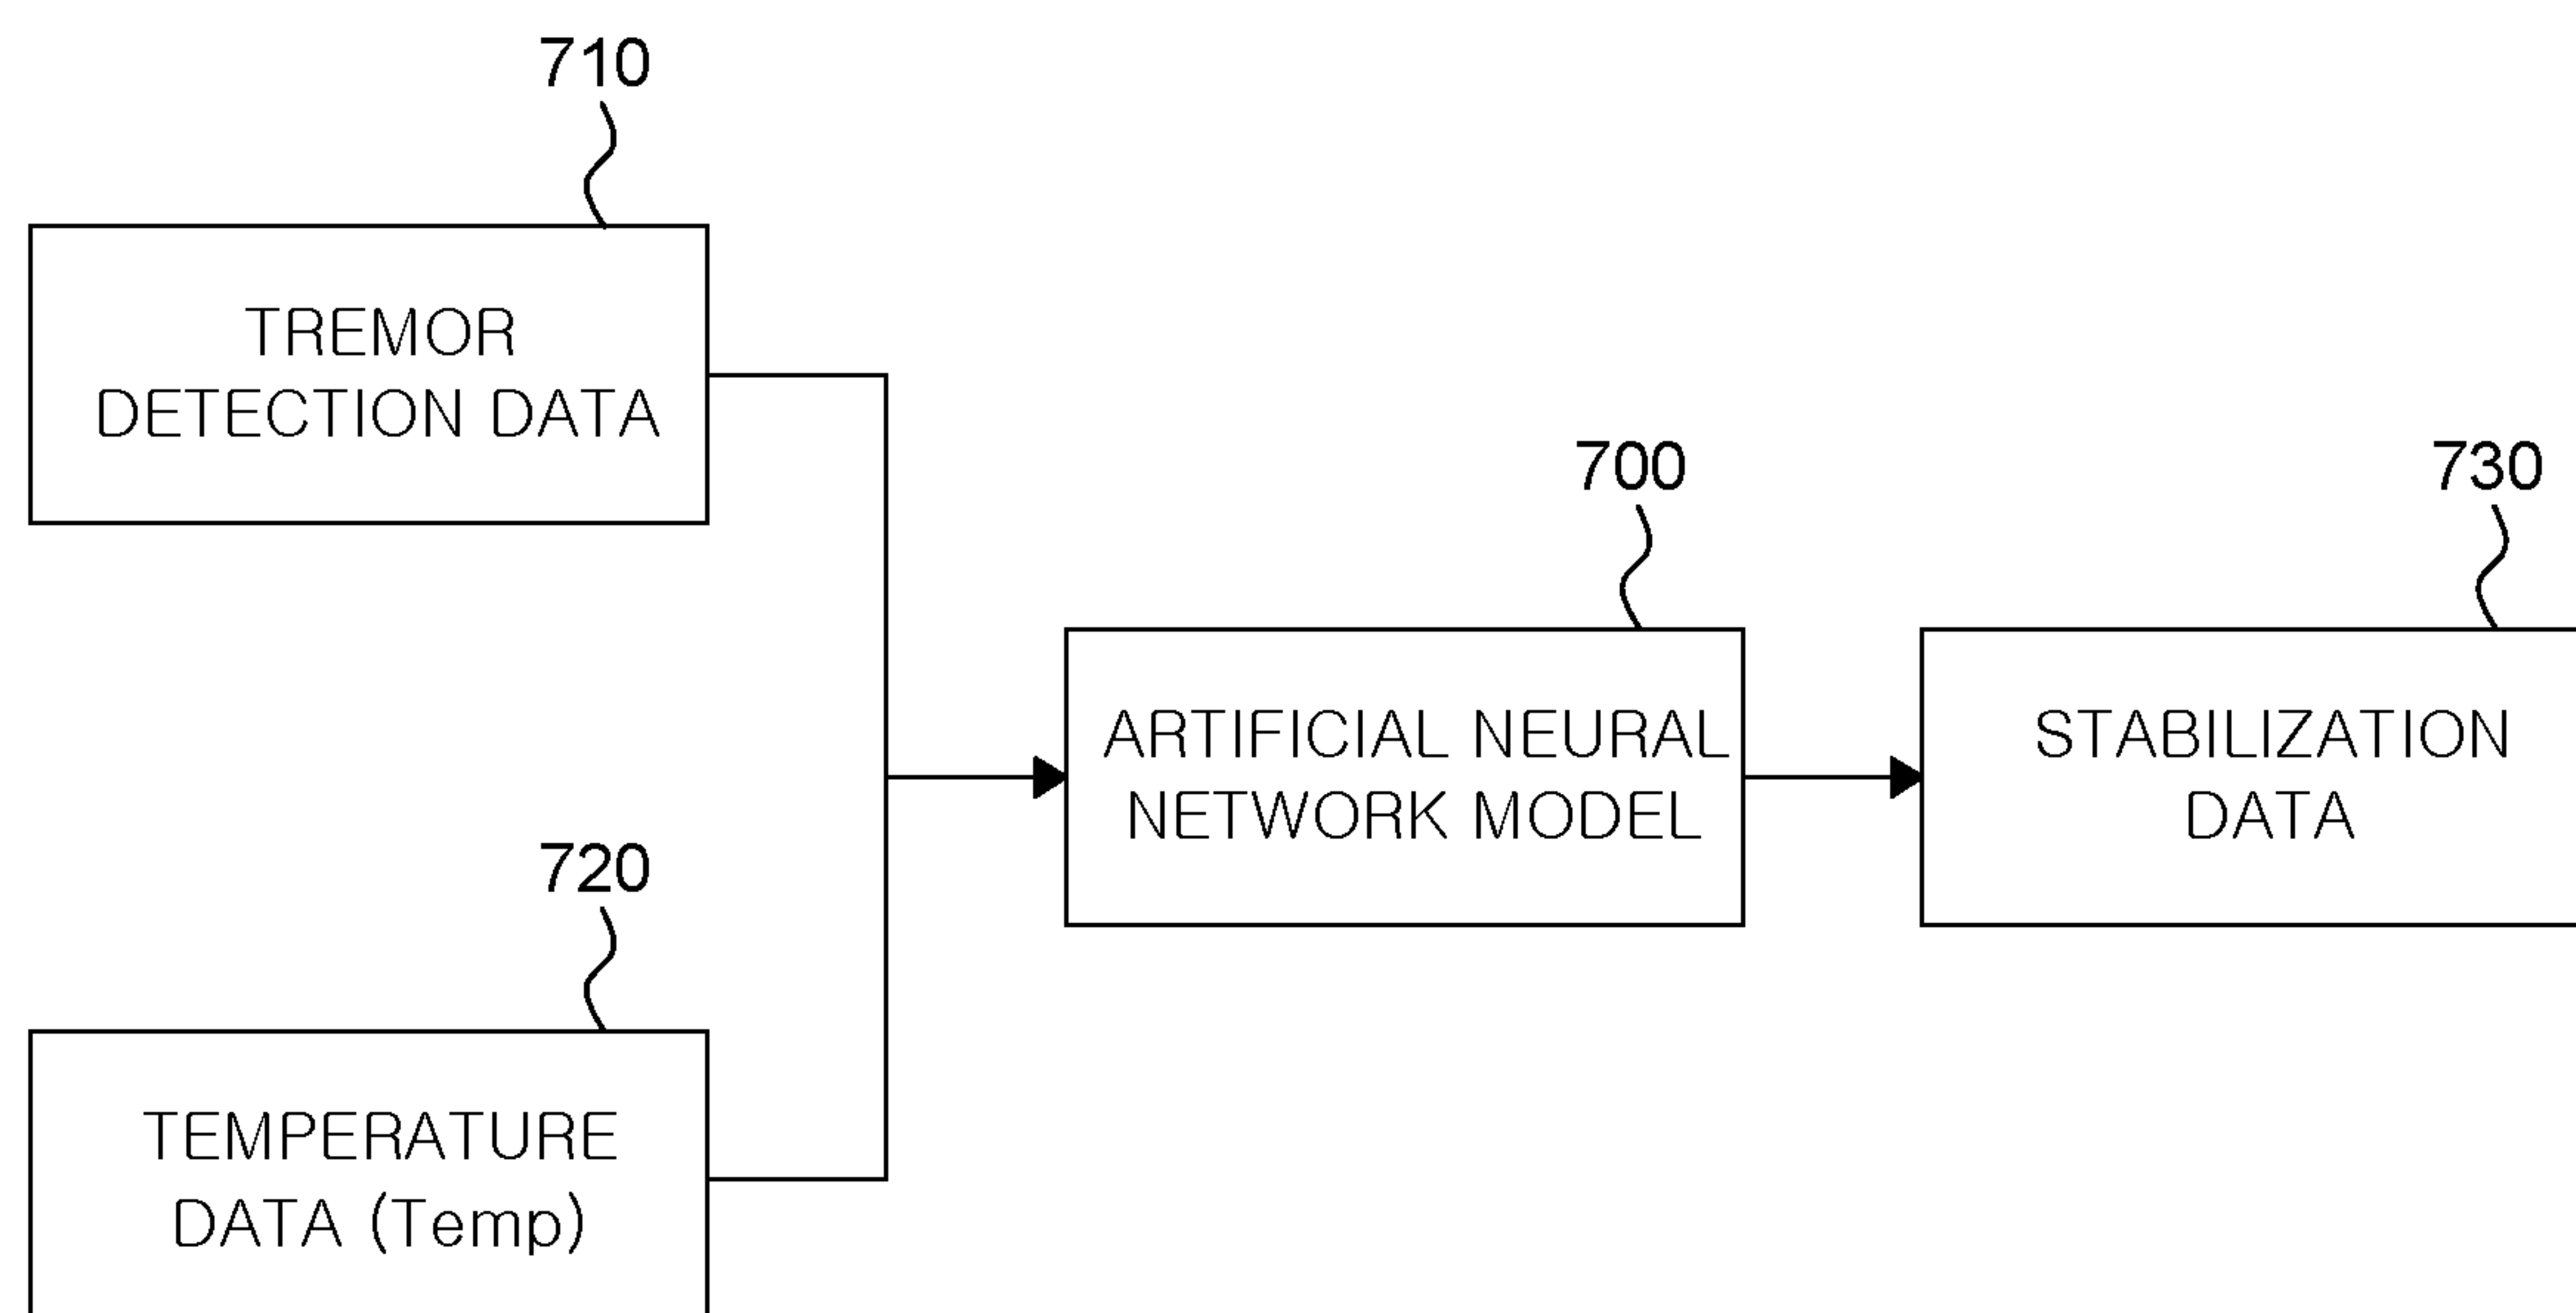 710
TREMOR
DETECTION DATA
700
ARTIFICIAL NEURAL
NETWORK MODEL
730
STABILIZATION
DATA
720
TEMPERATURE
DATA (Temp)